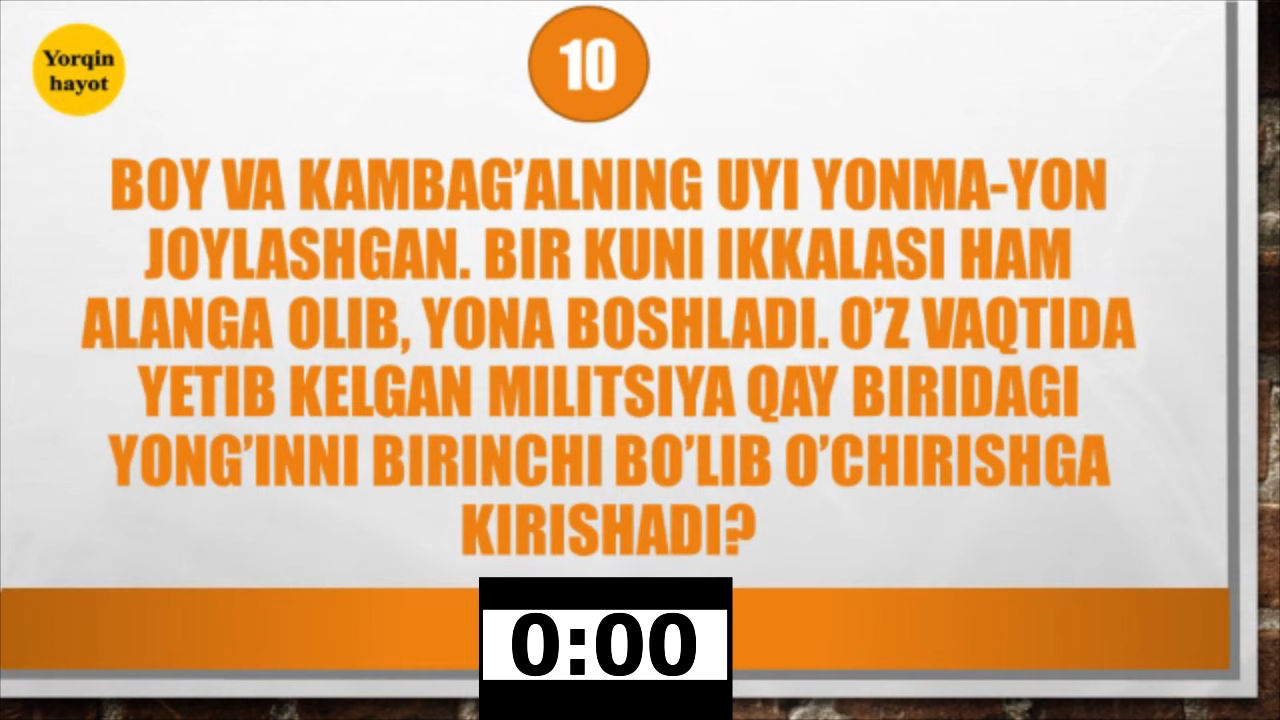 Yorqin
hayot
10
BOY VA KAMBAG’ALNING UYI YONMA-YON
JOYLASHGAN. BIR KUNI IKKALASI HAM
ALANGA OLIB, YONA BOSHLADI. O’Z VAQTIDA
YETIB KELGAN MILITSIYA QAY BIRIDAGI
YONG’INNI BIRINCHI BO’LIB O’CHIRISHGA
KIRISHADI?
0:00